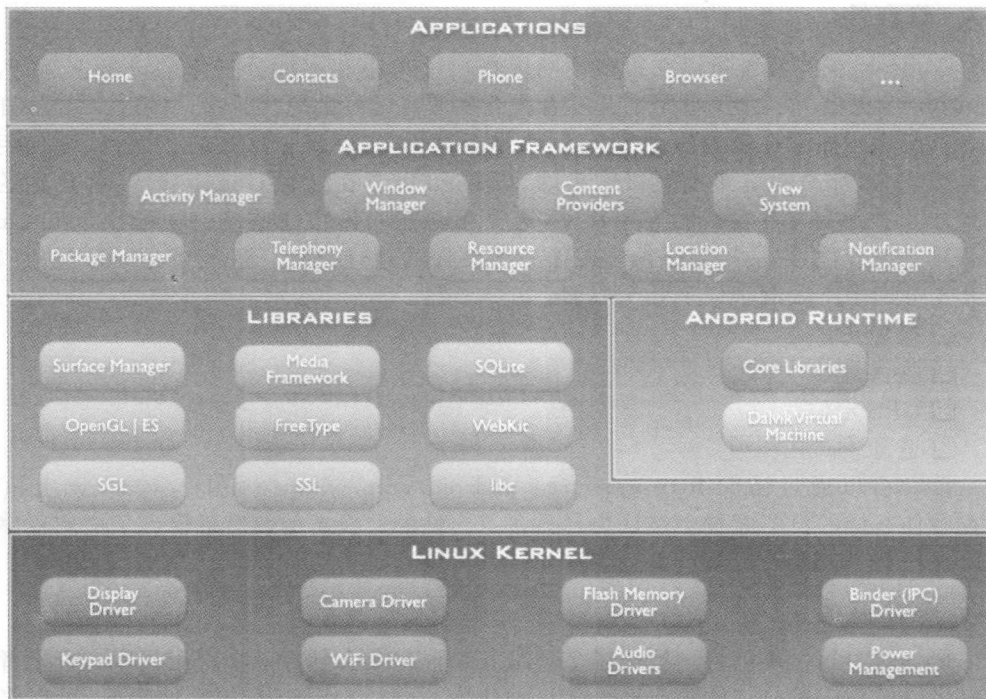 APPLICATIONS
Home
Contacts
Phone
Browser
...
APPLICATION FRAMEWORK
Activity Manager
Window
Manager
Content
Providers
View
System
Package Manager
Telephony
Manager
Resource
Manager
Location
Manager
Notification
Manager
LIBRARIES
Surface Manager
Media
Framework
SQLite
OpenGL | ES
FreeType
WebKit
SGL
SSL
libc
ANDROID RUNTIME
Core Libraries
Dalvik Virtual
Machine
LINUX KERNEL
Display
Driver
Camera Driver
Flash Memory
Driver
Binder (IPC)
Driver
Keypad Driver
WiFi Driver
Audio
Drivers
Power
Management